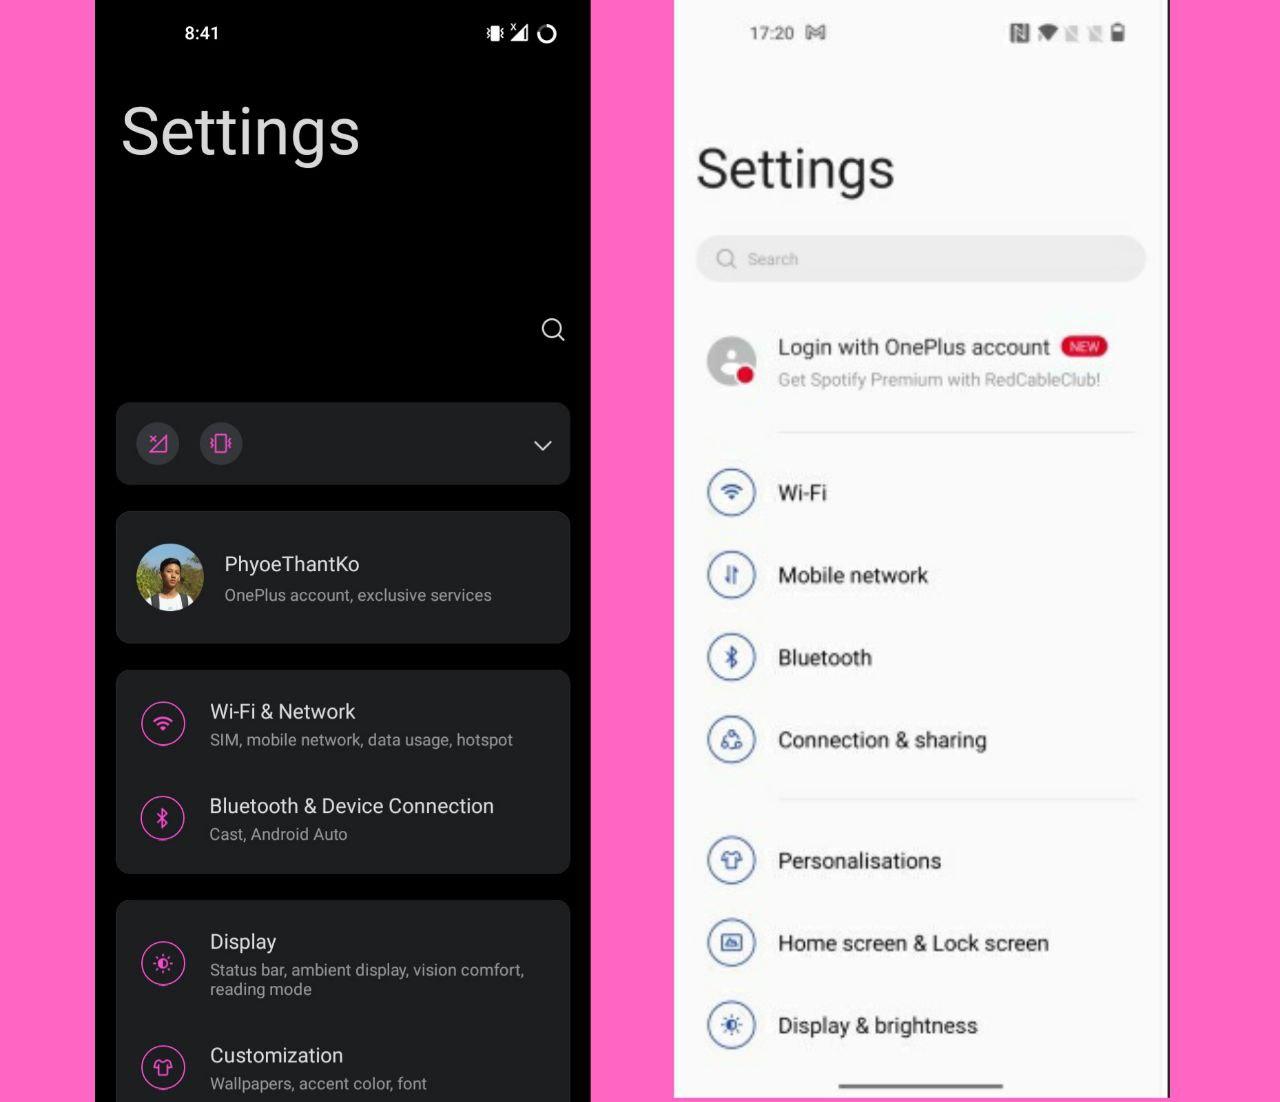 8:41
Settings
PhyoeThantKo
OnePlus account, exclusive services
Wi-Fi & Network
SIM, mobile network, data usage, hotspot
Bluetooth & Device Connection
Cast, Android Auto
Display
Status bar, ambient display, vision comfort,
reading mode
Customization
Wallpapers, accent color, font
17:20
Settings
Search
Login with OnePlus account NEW
Get Spotify Premium with RedCableClub!
Wi-Fi
Mobile network
Bluetooth
Connection & sharing
Personalisations
Home screen & Lock screen
Display & brightness